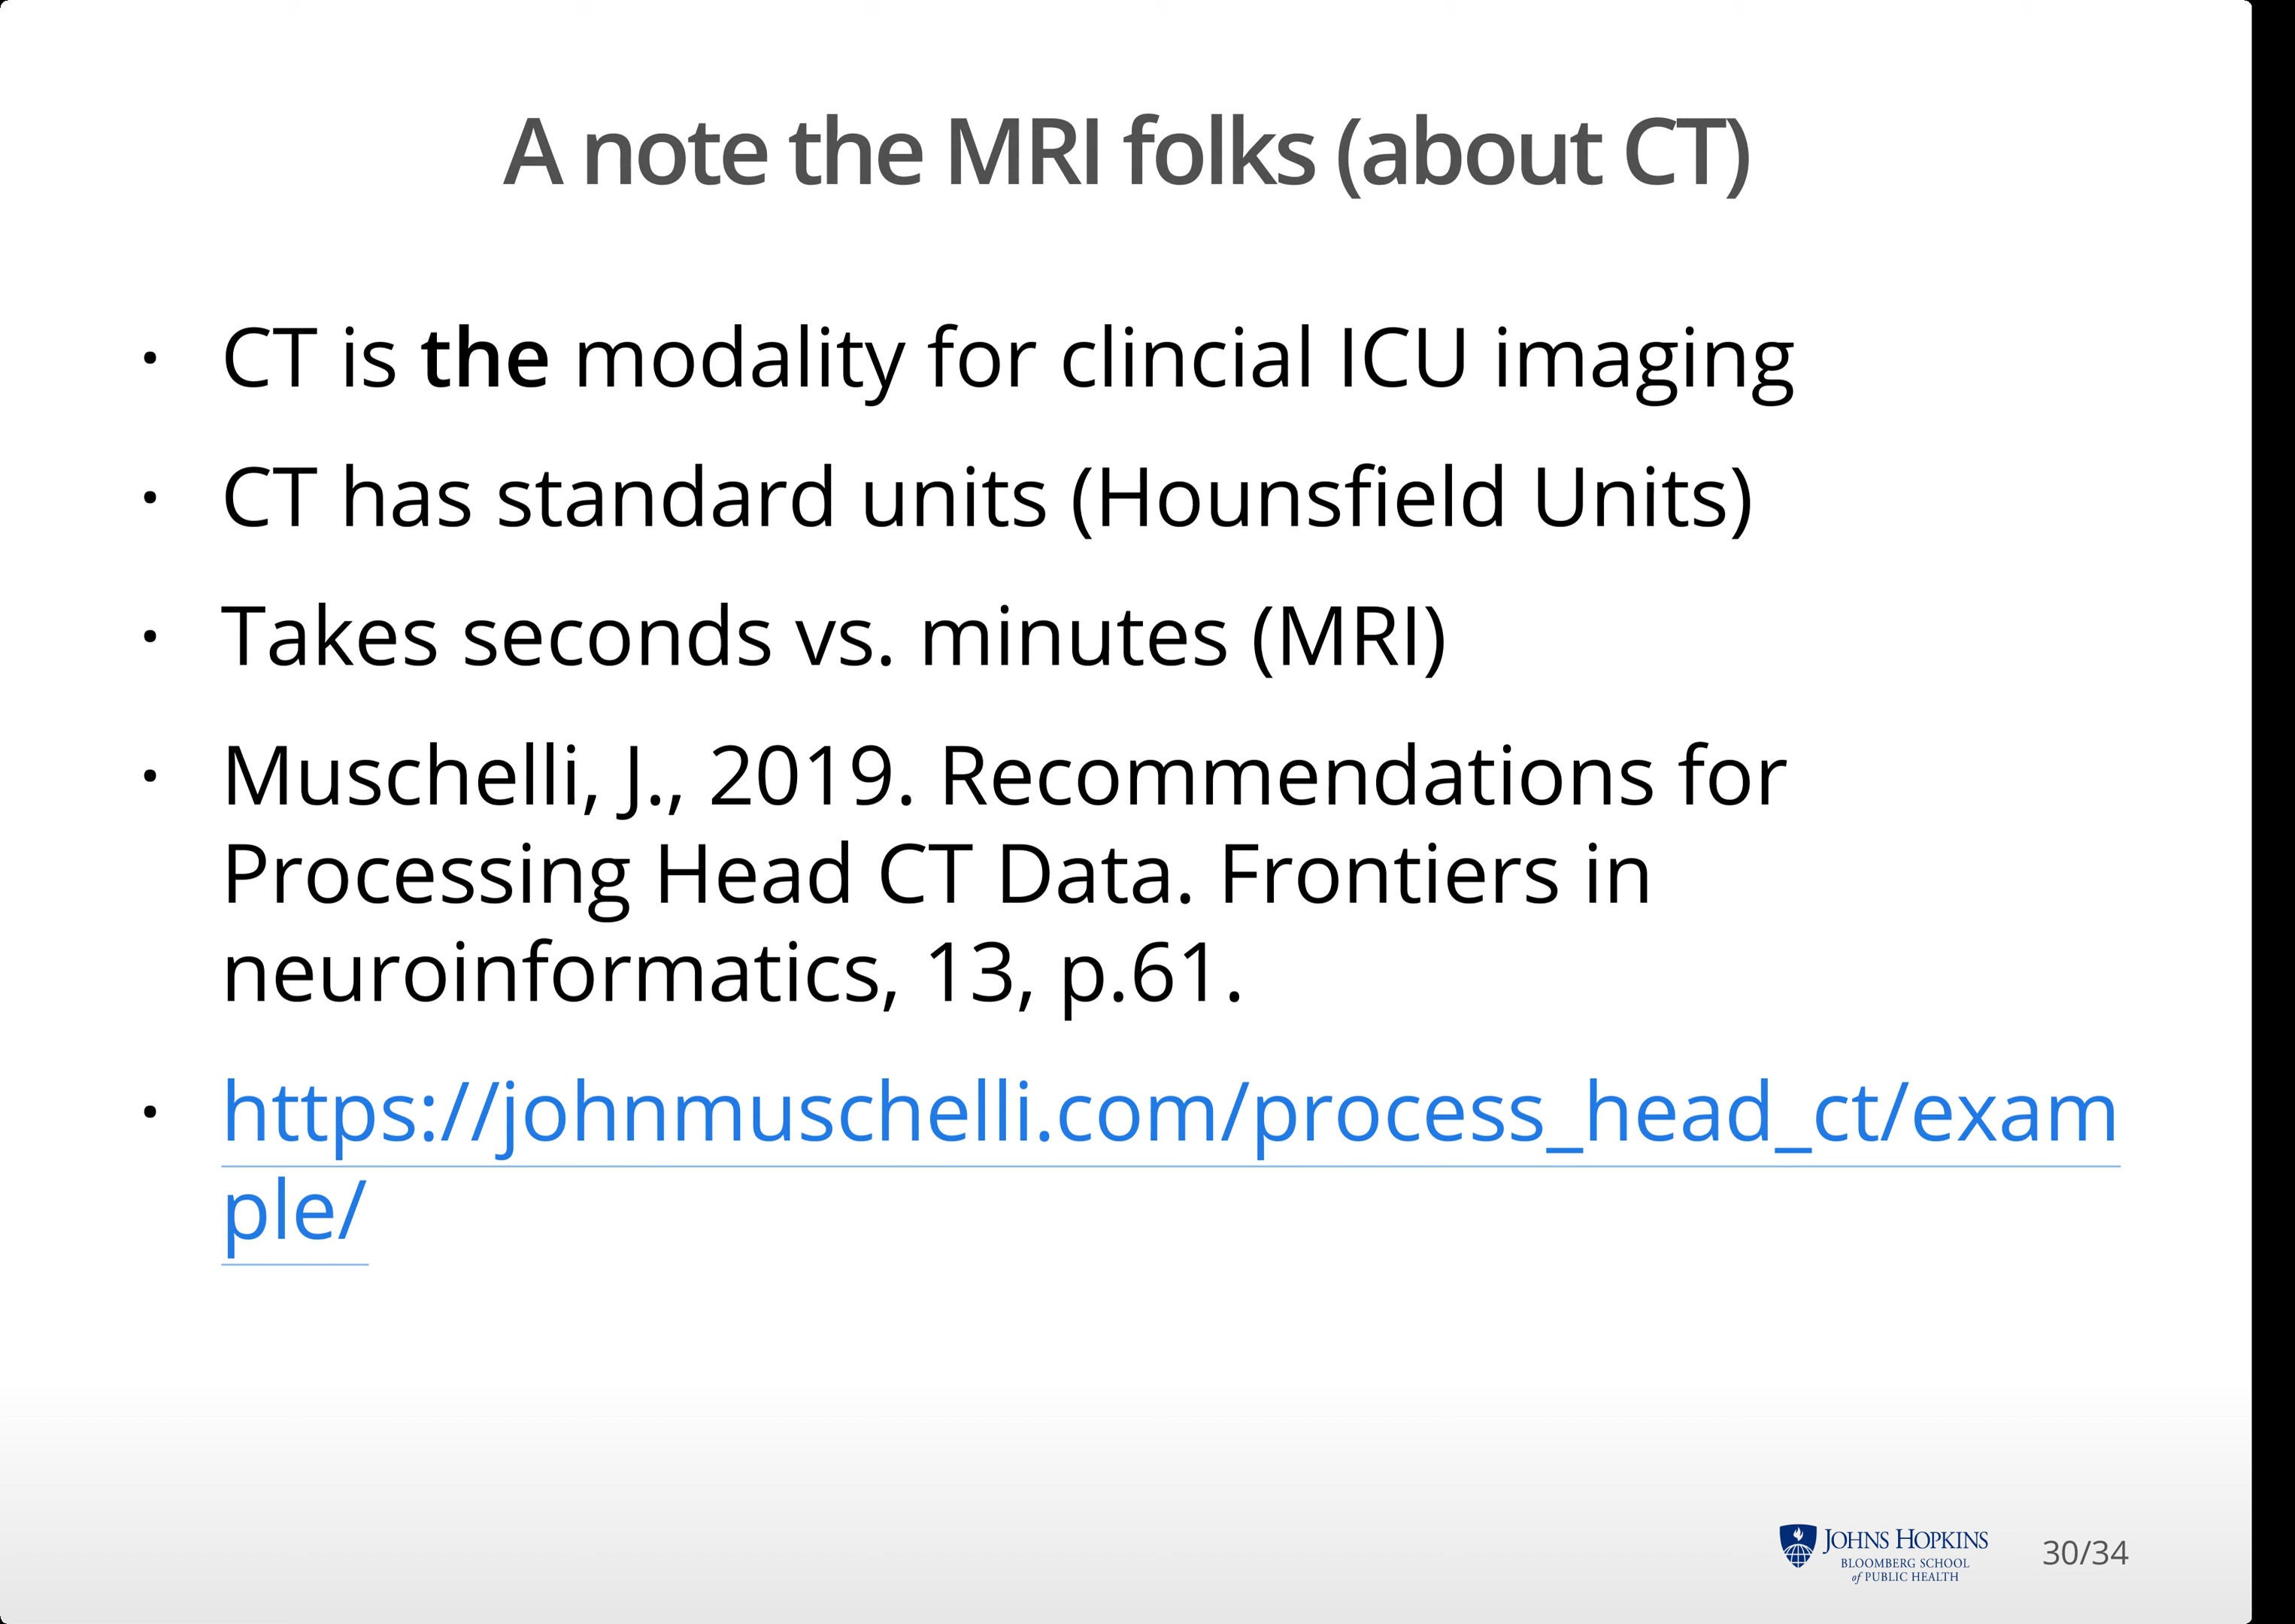 A note the MRI folks (about CT)
• CT is the modality for clincial ICU imaging
• CT has standard units (Hounsfield Units)
• Takes seconds vs. minutes (MRI)
• Muschelli, J., 2019. Recommendations for
Processing Head CT Data. Frontiers in
neuroinformatics, 13, p.61.
• https://johnmuschelli.com/process_head_ct/exam
ple/
JOHNS HOPKINS
BLOOMBERG SCHOOL
of PUBLIC HEALTH
30/34